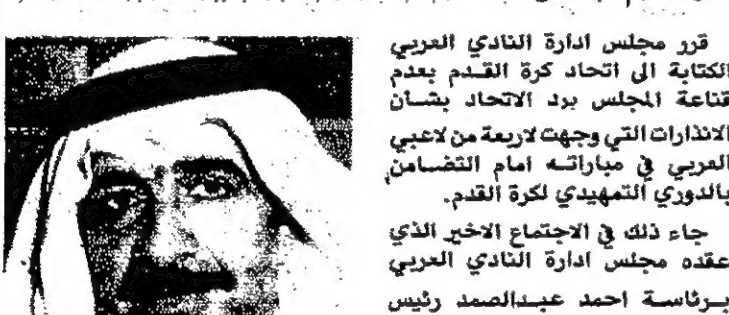 قرر مجلس ادارة النادي العربي
الكتابة الى اتحاد كرة القدم بعدم
قناعة المجلس برد الاتحاد بشأن
الانذارات التي وجهت لاربعة من لاعبي
العربي في مباراته امام التضامن
بالدوري التمهيدي لكرة القدم.
جاء ذلك في الاجتماع الاخير الذي
عقده مجلس ادارة النادي العربي
برئاسة احمد عبدالصمد رئيس